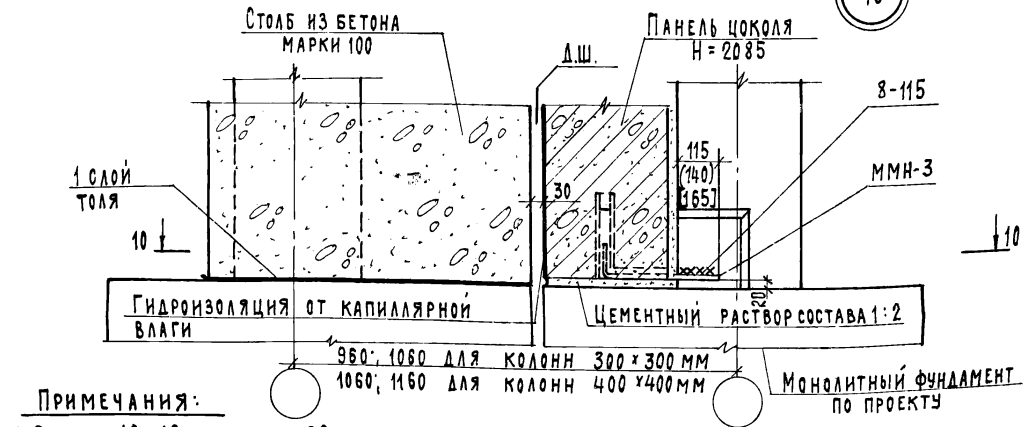 Столб из бетона
марки 100
Д.Ш.
Панель цоколя
Н = 2085
8-115
115
(140)
[165]
ММН-3
1 слой
толя
30
10
10
20
Гидроизоляция от капиллярной
влаги
Цементный раствор состава 1:2
960; 1060 для колонн 300×300 мм
1060; 1160 для колонн 400×400 мм
Монолитный фундамент
по проекту
Примечания: